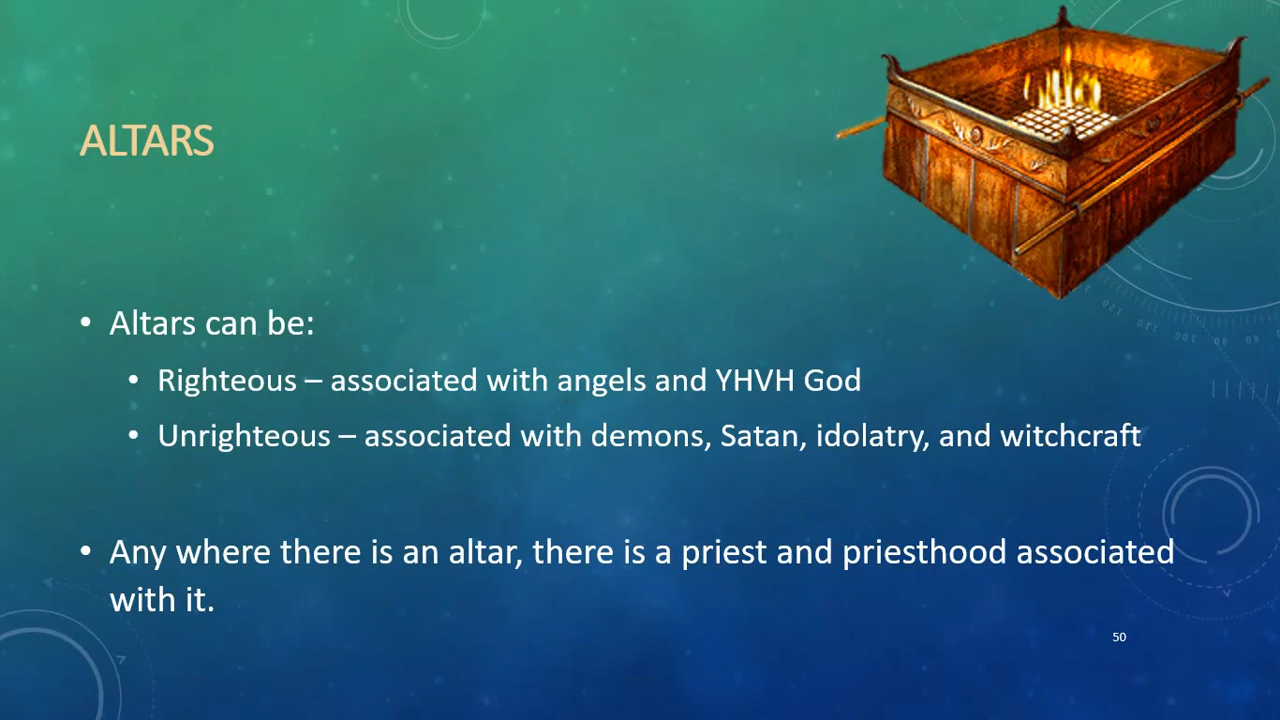 ALTARS
• Altars can be:
• Righteous – associated with angels and YHVH God
• Unrighteous – associated with demons, Satan, idolatry, and witchcraft
• Any where there is an altar, there is a priest and priesthood associated
with it.
50